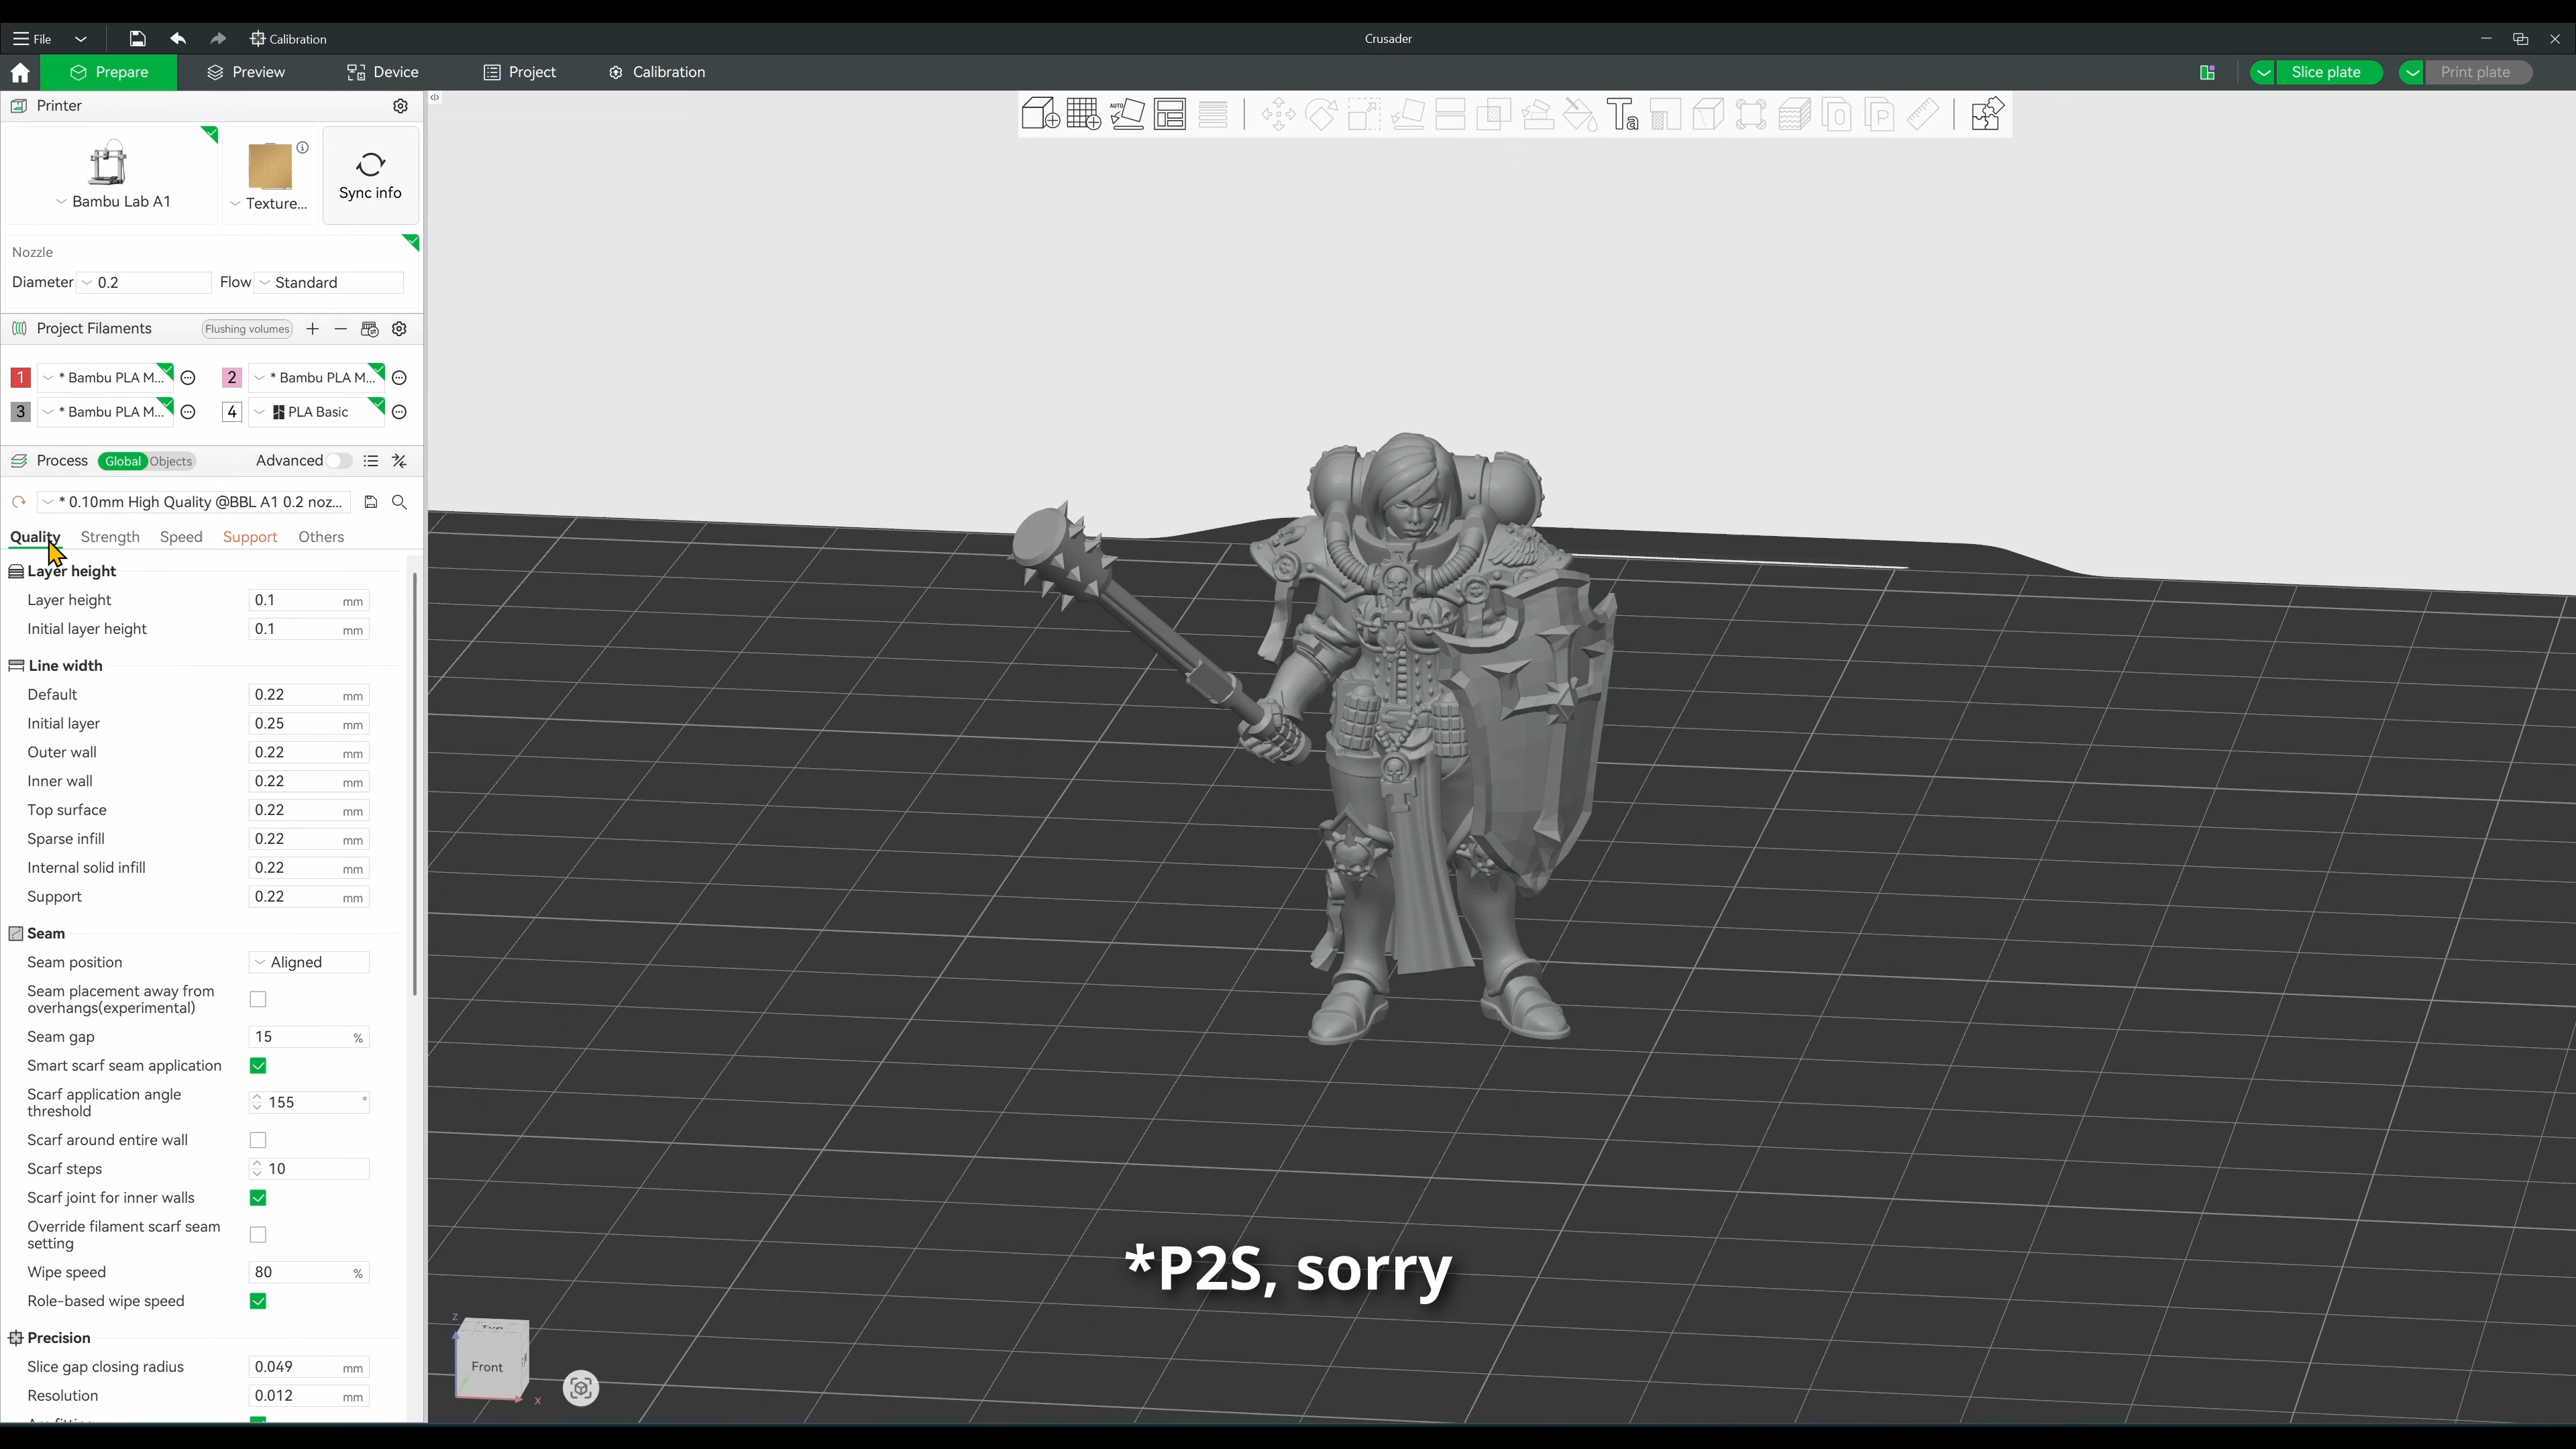 File
Calibration
Crusader
Prepare
Preview
Device
Project
Calibration
Slice plate
Print plate
Printer
Bambu Lab A1
Texture...
Sync info
Nozzle
Diameter 0.2 Flow Standard
Project Filaments Flushing volumes
1 * Bambu PLA M... 2 * Bambu PLA M...
3 * Bambu PLA M... 4 PLA Basic
Process Global Objects Advanced
* 0.10mm High Quality @BBL A1 0.2 noz...
Quality Strength Speed Support Others
Layer height
Layer height 0.1 mm
Initial layer height 0.1 mm
Line width
Default 0.22 mm
Initial layer 0.25 mm
Outer wall 0.22 mm
Inner wall 0.22 mm
Top surface 0.22 mm
Sparse infill 0.22 mm
Internal solid infill 0.22 mm
Support 0.22 mm
Seam
Seam position Aligned
Seam placement away from
overhangs(experimental)
Seam gap 15 %
Smart scarf seam application
Scarf application angle
threshold 155 °
Scarf around entire wall
Scarf steps 10
Scarf joint for inner walls
Override filament scarf seam
setting
Wipe speed 80 %
Role-based wipe speed
Precision
Slice gap closing radius 0.049 mm
Resolution 0.012 mm
AUTO
Ta
*P2S, sorry
Z
Top
Front
X